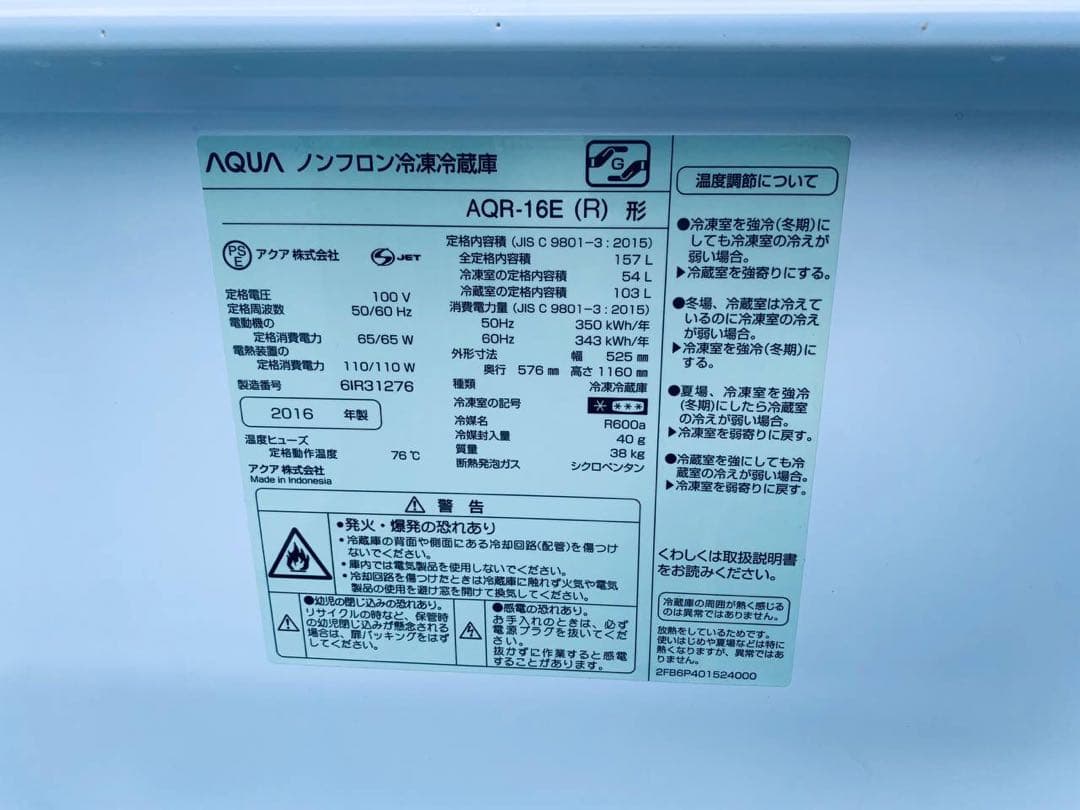 AQUA ノンフロン冷凍冷蔵庫
G
AQR-16E (R) 形
PS
E
アクア 株式会社
S JET
定格電圧 100 V
定格周波数 50/60 Hz
電動機の
定格消費電力 65/65 W
電熱装置の
定格消費電力 110/110 W
製造番号 6IR31276
2016 年製
温度ヒューズ
定格動作温度 76 ℃
アクア 株式会社
Made in Indonesia
定格内容積 (JIS C 9801-3 : 2015)
全定格内容積 157 L
冷凍室の定格内容積 54 L
冷蔵室の定格内容積 103 L
消費電力量 (JIS C 9801-3 : 2015)
50Hz 350 kWh/年
60Hz 343 kWh/年
外形寸法 幅 525 mm
奥行 576 mm 高さ 1160 mm
種類 冷凍冷蔵庫
冷凍室の記号 * ***
冷媒名 R600a
冷媒封入量 40 g
質量 38 kg
断熱発泡ガス シクロペンタン
警告
●発火・爆発の恐れあり
・冷蔵庫の背面や側面にある冷却回路(配管)を傷つけ
ないでください。
・庫内では電気製品を使用しないでください。
・冷却回路を傷つけたときは冷蔵庫に触れず火気や電気
製品の使用を避け窓を開けて換気してください。
●幼児の閉じ込みの恐れあり。
リサイクルの時など、保管時
の幼児閉じ込みが懸念される
場合は、扉パッキングをはず
してください。
●感電の恐れあり。
お手入れのときは、必ず
電源プラグを抜いてくだ
さい。
抜かずに作業すると感電
することがあります。
温度調節について
●冷凍室を強冷(冬期)に
しても冷凍室の冷えが
弱い場合。
▶冷蔵室を強寄りにする。
●冬場、冷蔵室は冷えて
いるのに冷凍室の冷え
が弱い場合。
▶冷凍室を強冷(冬期)に
する。
●夏場、冷凍室を強冷
(冬期)にしたら冷蔵室
の冷えが弱い場合。
▶冷凍室を弱寄りに戻す。
●冷蔵室を強にしても冷
蔵室の冷えが弱い場合。
▶冷凍室を弱寄りに戻す。
くわしくは取扱説明書
をお読みください。
冷蔵庫の周囲が熱く感じる
のは異常ではありません。
放熱をしているためです。
使いはじめや夏場などは特に
熱くなりますが、異常ではあ
りません。
2FB6P401524000